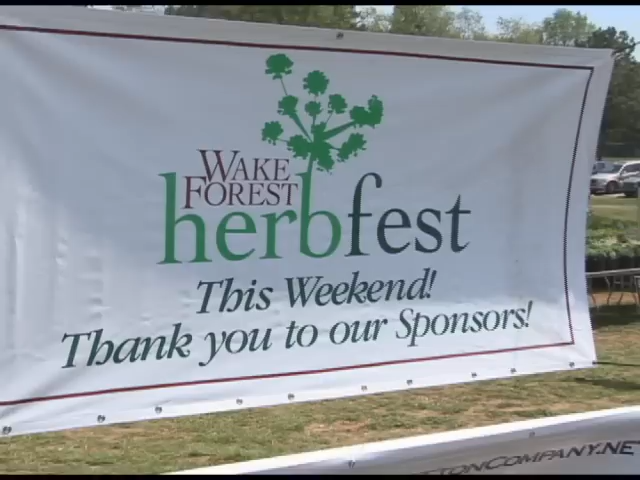 WAKE
FOREST
herbfest
This Weekend!
Thank you to our Sponsors!